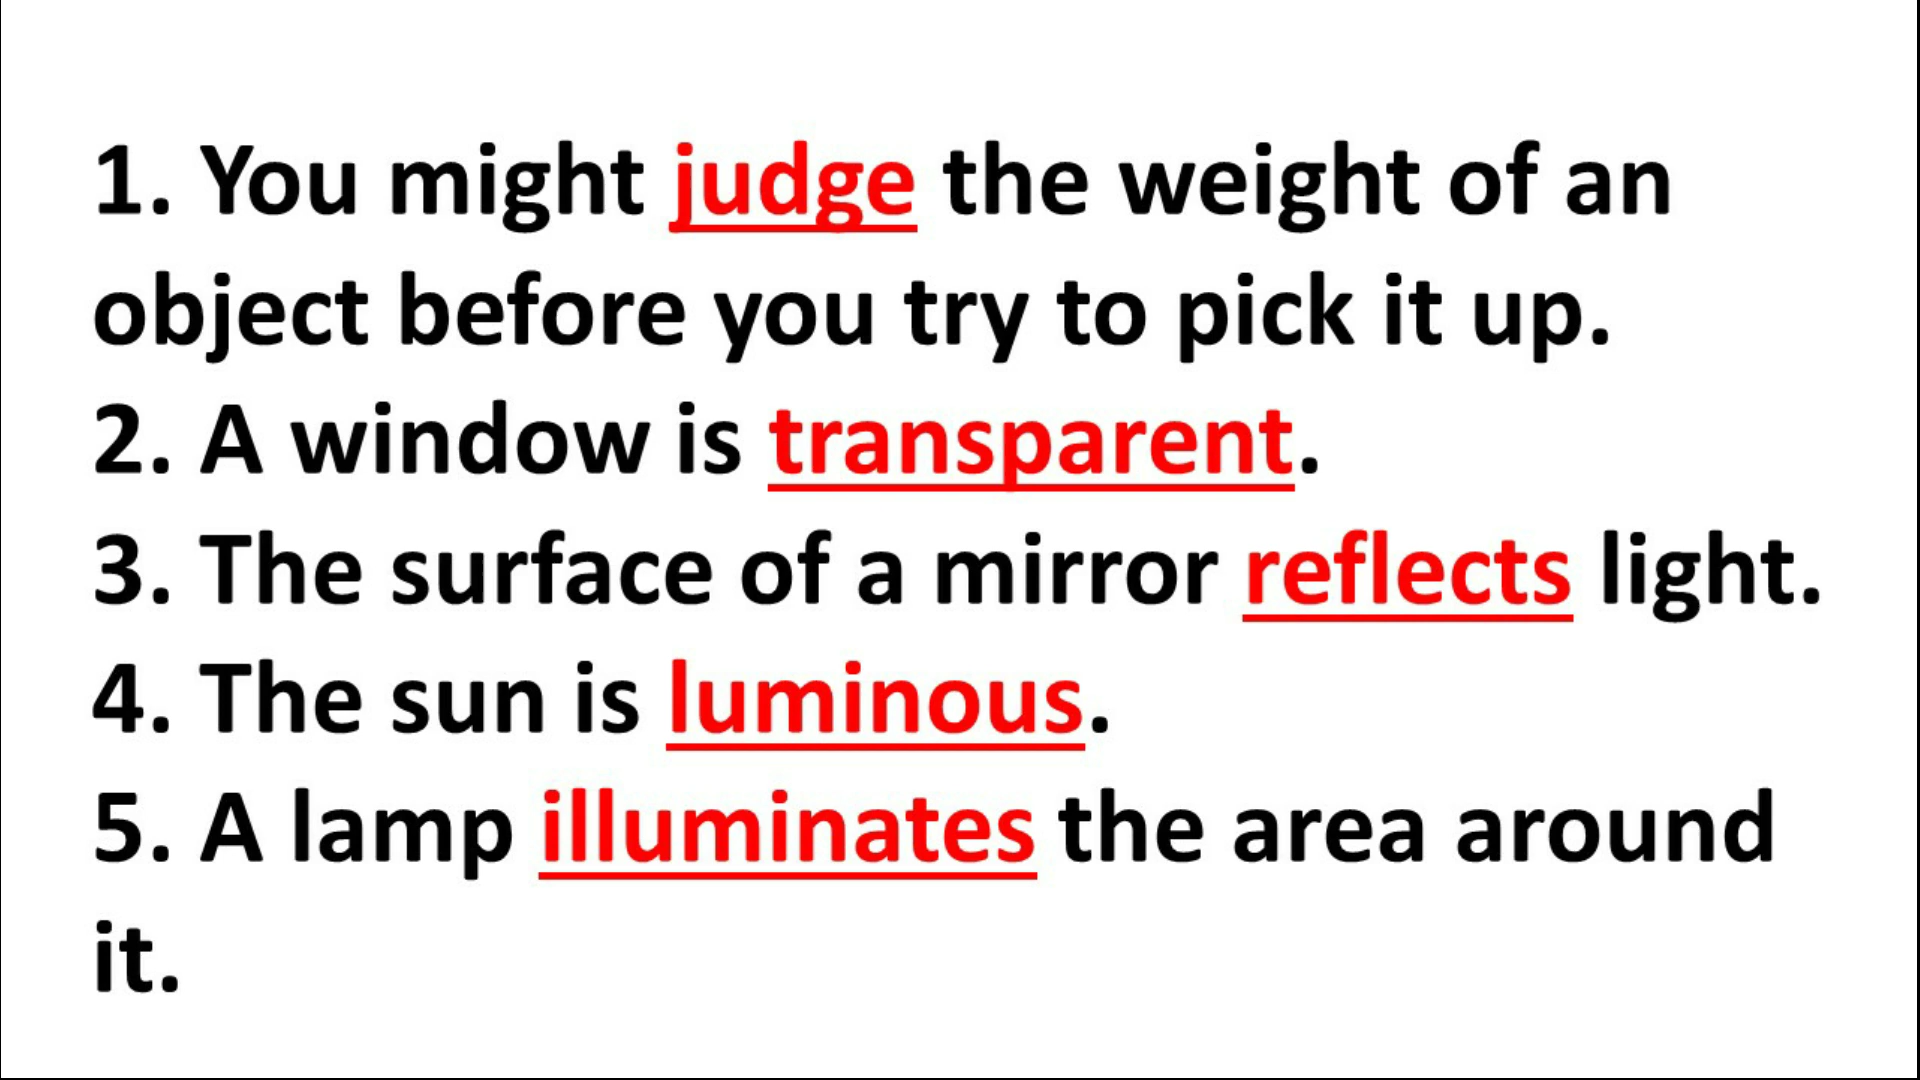 1. You might judge the weight of an
object before you try to pick it up.
2. A window is transparent.
3. The surface of a mirror reflects light.
4. The sun is luminous.
5. A lamp illuminates the area around
it.